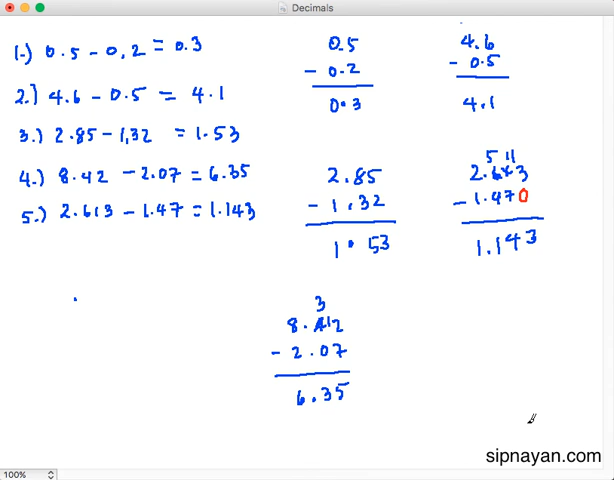 Decimals
1.) 0.5 - 0.2 = 0.3
2.) 4.6 - 0.5 = 4.1
3.) 2.85 - 1.32 = 1.53
4.) 8.42 - 2.07 = 6.35
5.) 2.613 - 1.47 = 1.143
0.5
- 0.2
0.3
4.6
- 0.5
4.1
2.85
- 1.32
1.53
5 11
2.613
- 1.470
1.143
3
8.412
- 2.07
6.35
sipnayan.com
100%